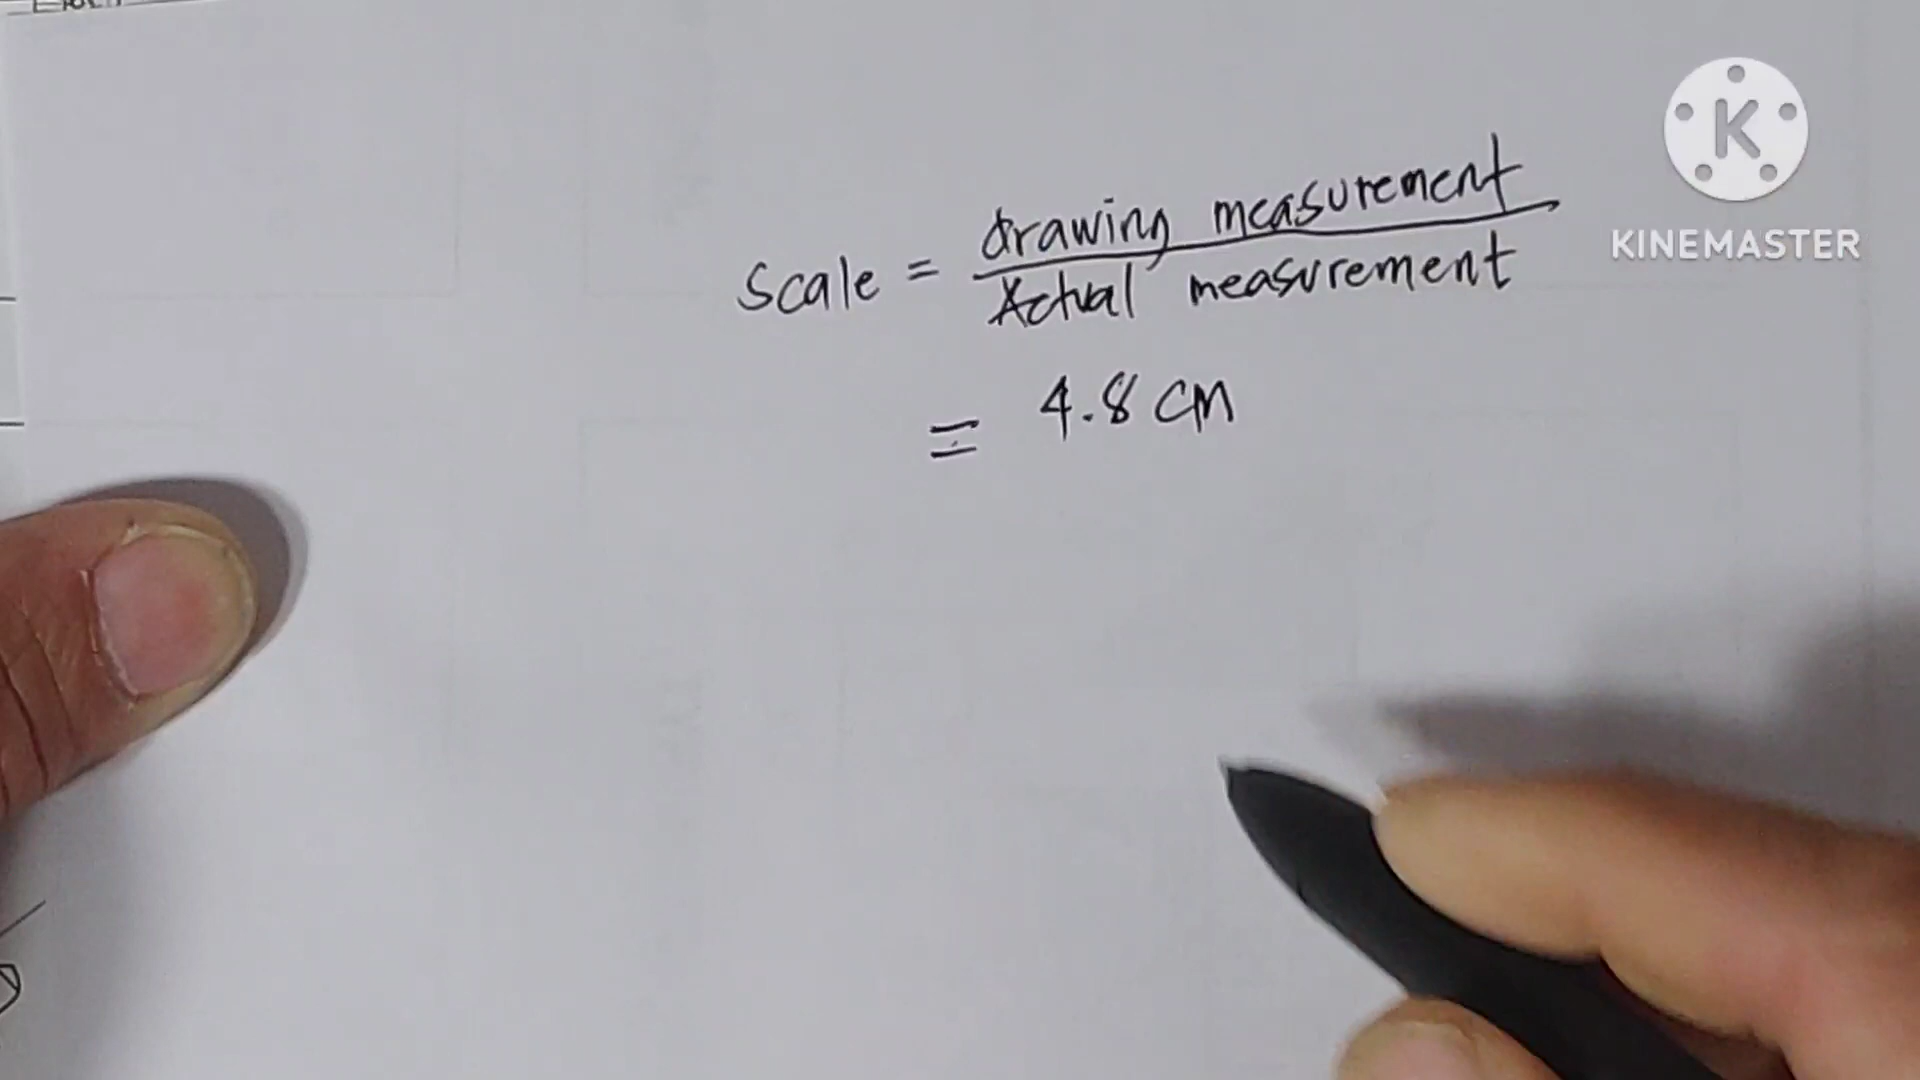 K
KINEMASTER
Scale = drawing measurement
Actual measurement
= 4.8 cm